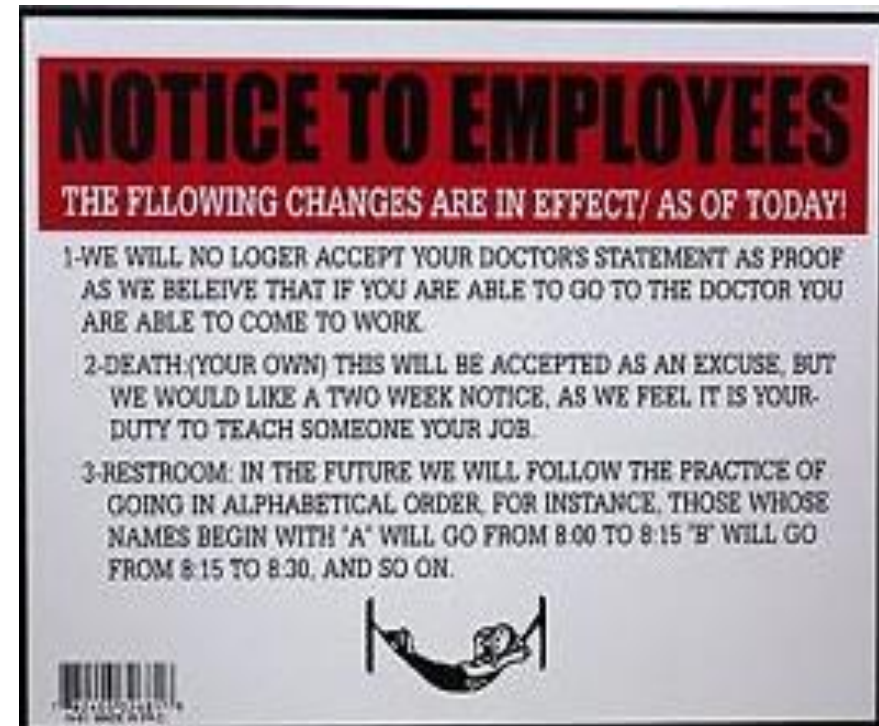 NOTICE TO EMPLOYEES
THE FLLOWING CHANGES ARE IN EFFECT/ AS OF TODAY!
1-WE WILL NO LOGER ACCEPT YOUR DOCTOR'S STATEMENT AS PROOF
AS WE BELEIVE THAT IF YOU ARE ABLE TO GO TO THE DOCTOR YOU
ARE ABLE TO COME TO WORK.
2-DEATH:(YOUR OWN) THIS WILL BE ACCEPTED AS AN EXCUSE, BUT
WE WOULD LIKE A TWO WEEK NOTICE, AS WE FEEL IT IS YOUR-
DUTY TO TEACH SOMEONE YOUR JOB.
3-RESTROOM: IN THE FUTURE WE WILL FOLLOW THE PRACTICE OF
GOING IN ALPHABETICAL ORDER, FOR INSTANCE, THOSE WHOSE
NAMES BEGIN WITH "A" WILL GO FROM 8:00 TO 8:15 "B" WILL GO
FROM 8:15 TO 8:30, AND SO ON.